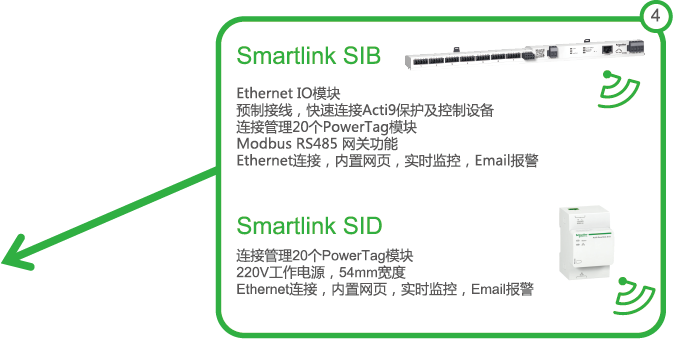 4
Smartlink SIB
Ethernet IO模块
预制接线，快速连接Acti9保护及控制设备
连接管理20个PowerTag模块
Modbus RS485 网关功能
Ethernet连接，内置网页，实时监控，Email报警
Smartlink SID
连接管理20个PowerTag模块
220V工作电源，54mm宽度
Ethernet连接，内置网页，实时监控，Email报警